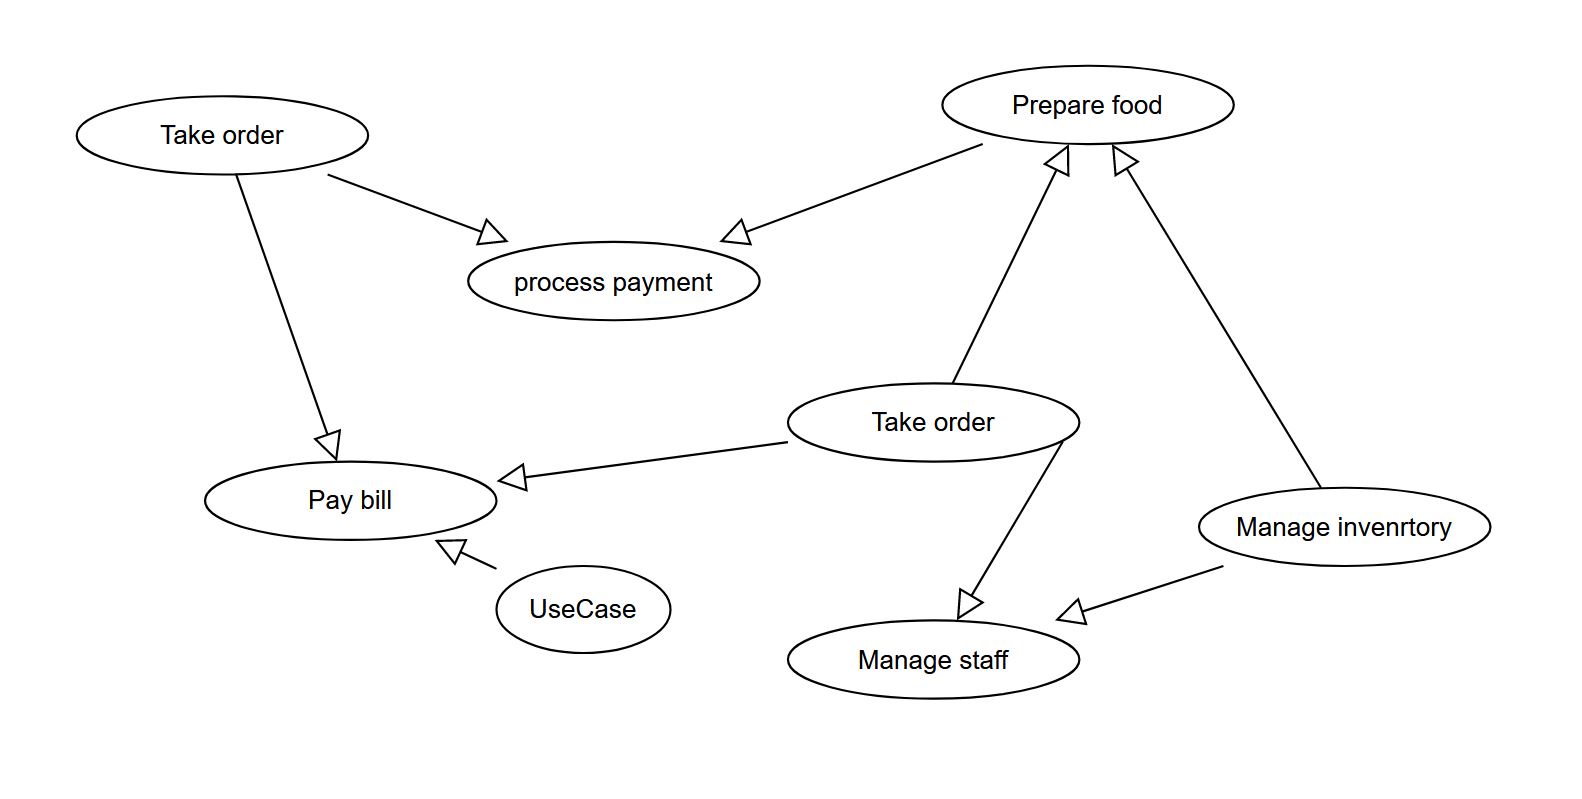 Prepare food
Take order
process payment
Take order
Pay bill
Manage invenrtory
UseCase
Manage staff